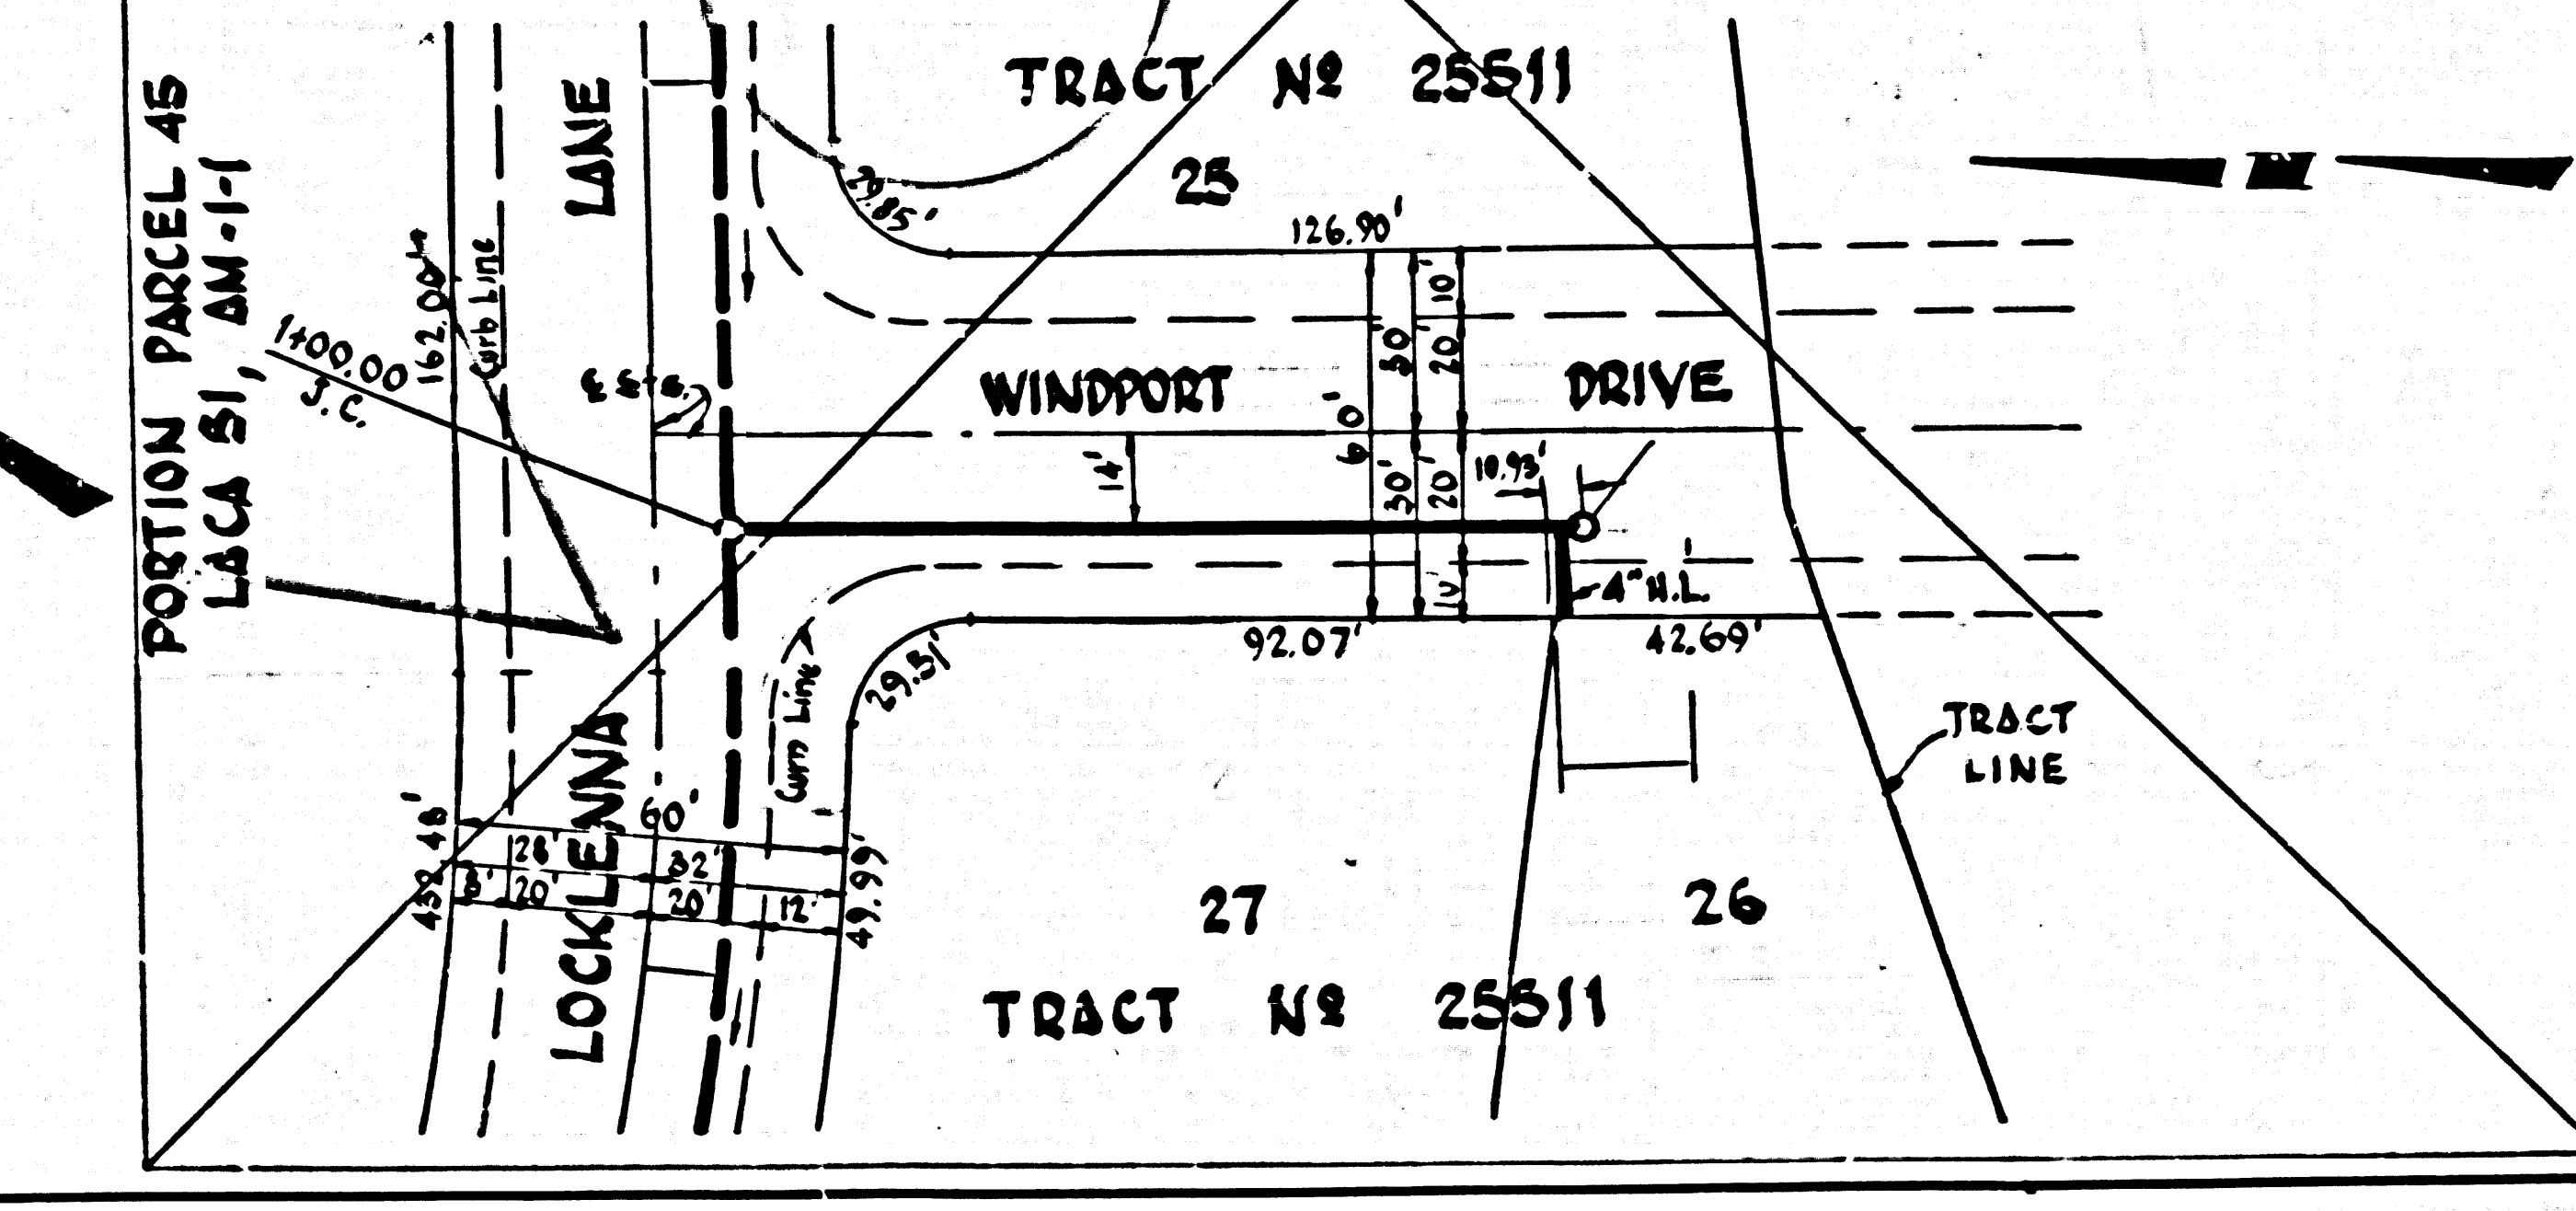 PORTION PARCEL 45
LACA 51, AM-1-1
1+00.00
J.C.
162.00'
Curb Line
LANE
TRACT Nº 25511
25
29.85'
126.90'
10'
30'
20'
WINDPORT DRIVE
60'
14'
30'
20'
10.93'
4" H.L.
29.51'
92.07'
42.69'
Curb Line
TRACT
LINE
LOCKLENNA
60'
28'
32'
8'
20'
20'
12'
49.99'
27
26
TRACT Nº 25511